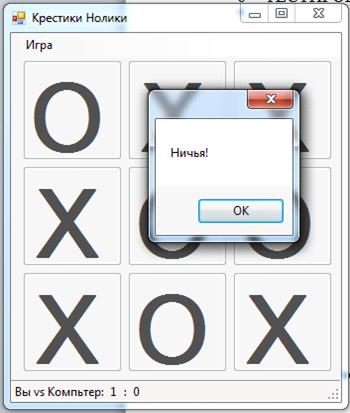 Крестики Нолики
Игра
O X X
Ничья!
X O O
OK
X O X
Вы vs Компьтер: 1 : 0